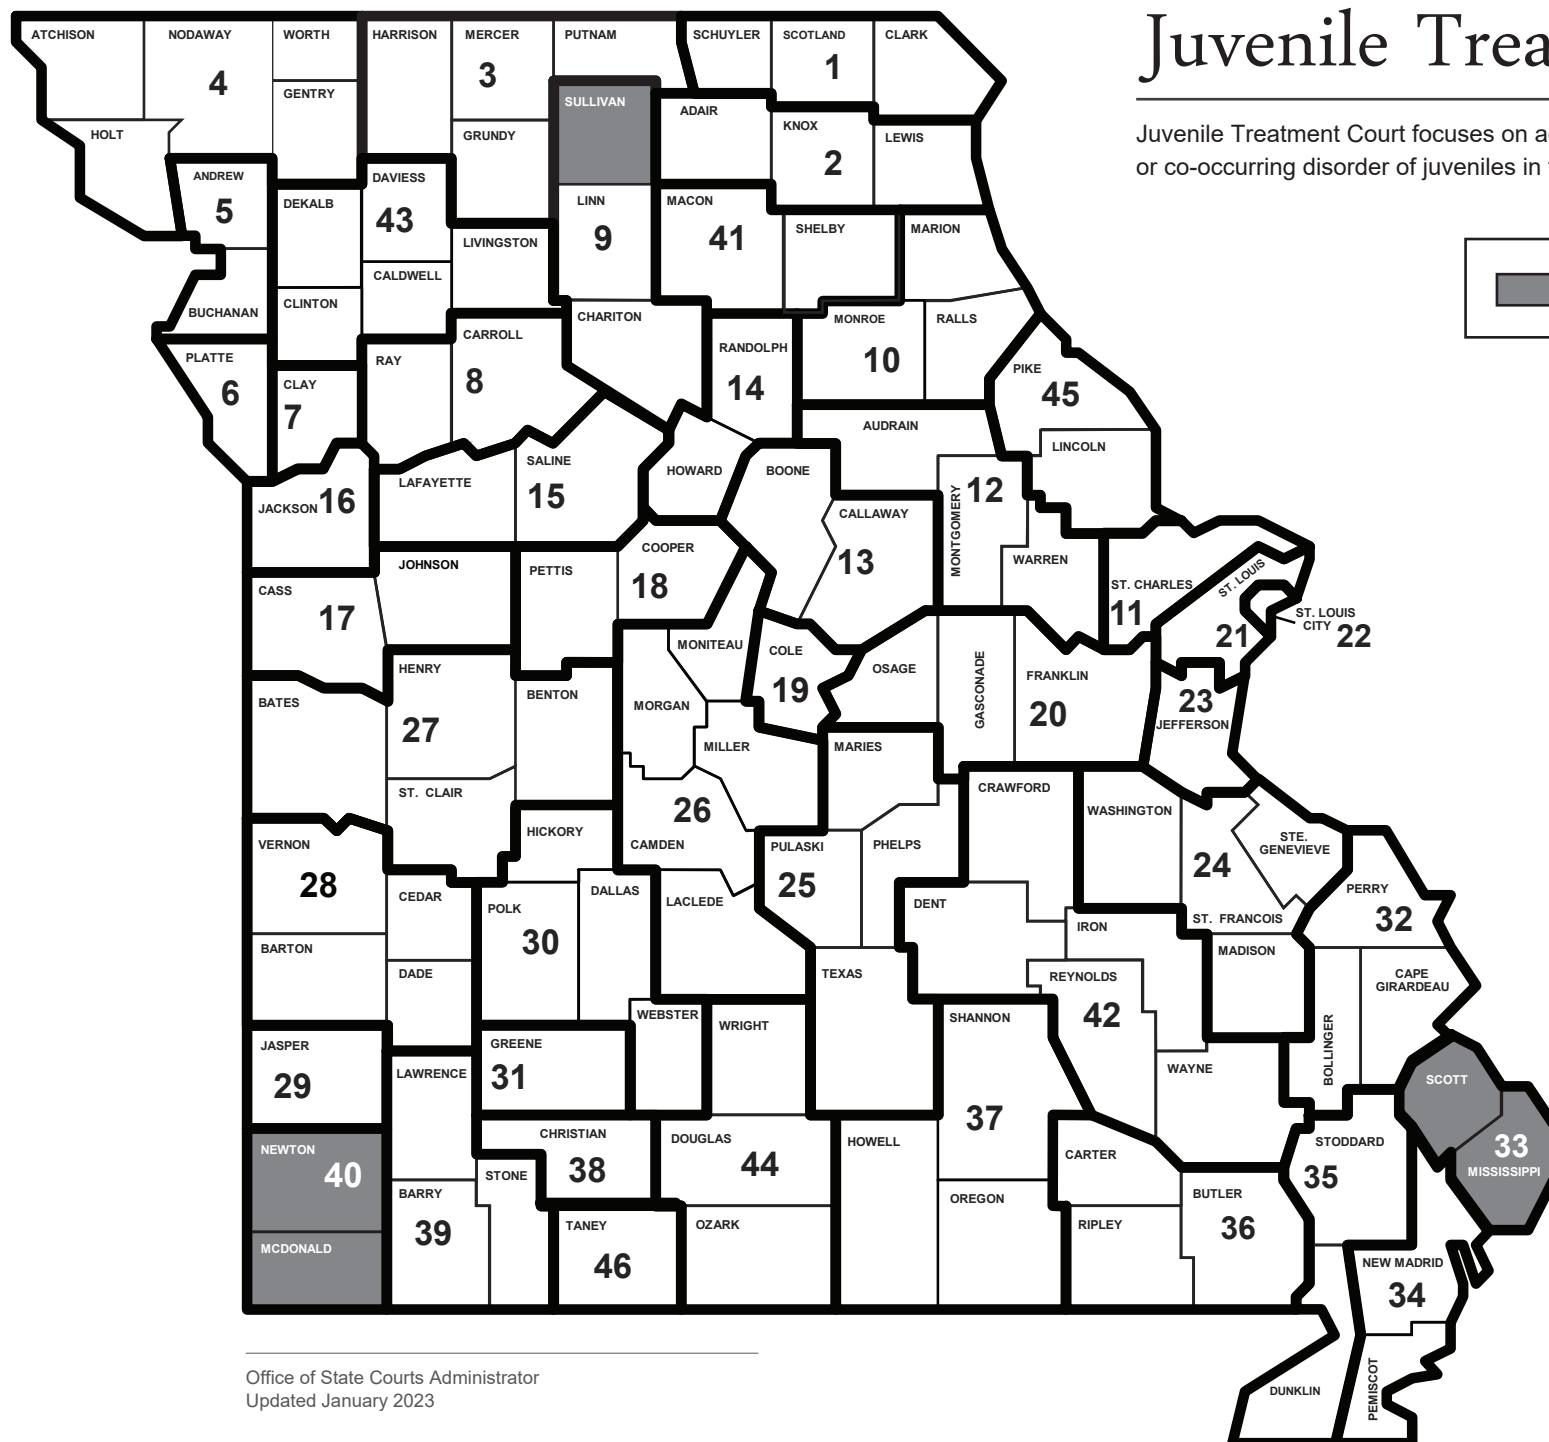 Juvenile Trea
Juvenile Treatment Court focuses on a
or co-occurring disorder of juveniles in
ATCHISON
NODAWAY
WORTH
HARRISON
MERCER
PUTNAM
SCHUYLER
SCOTLAND
CLARK
4
3
1
GENTRY
SULLIVAN
ADAIR
KNOX
LEWIS
HOLT
GRUNDY
2
ANDREW
5
DEKALB
DAVIESS
43
LINN
9
MACON
41
SHELBY
MARION
LIVINGSTON
CALDWELL
BUCHANAN
CLINTON
CHARITON
MONROE
RALLS
10
CARROLL
8
RAY
RANDOLPH
14
PLATTE
6
CLAY
7
PIKE
45
AUDRAIN
LINCOLN
HOWARD
BOONE
SALINE
15
LAFAYETTE
JACKSON 16
MONTGOMERY
12
CALLAWAY
13
WARREN
COOPER
18
JOHNSON
PETTIS
CASS
17
ST. CHARLES
11
ST. LOUIS
21
ST. LOUIS
CITY 22
MONITEAU
COLE
19
OSAGE
GASCONADE
FRANKLIN
20
23
JEFFERSON
HENRY
27
BENTON
BATES
MORGAN
MILLER
MARIES
ST. CLAIR
26
CAMDEN
CRAWFORD
WASHINGTON
HICKORY
VERNON
28
PULASKI
25
PHELPS
STE.
GENEVIEVE
24
ST. FRANCOIS
PERRY
32
CEDAR
POLK
30
DALLAS
LACLEDE
DENT
IRON
MADISON
BARTON
DADE
TEXAS
REYNOLDS
42
CAPE
GIRARDEAU
BOLLINGER
WEBSTER
WRIGHT
SHANNON
37
JASPER
29
GREENE
31
LAWRENCE
WAYNE
SCOTT
33
MISSISSIPPI
NEWTON
40
CHRISTIAN
38
DOUGLAS
44
HOWELL
CARTER
STODDARD
35
STONE
BARRY
39
OREGON
BUTLER
36
TANEY
46
OZARK
RIPLEY
MCDONALD
NEW MADRID
34
DUNKLIN
PEMISCOT
Office of State Courts Administrator
Updated January 2023